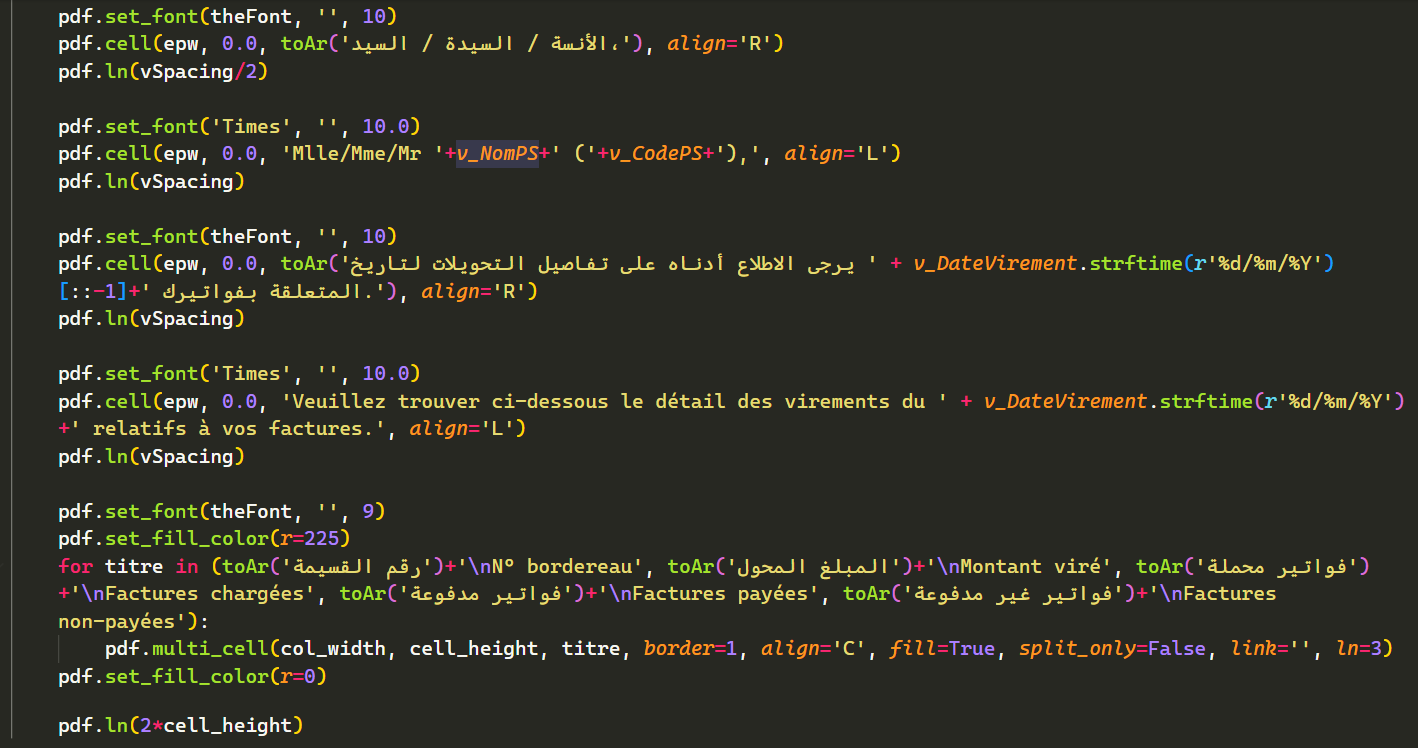 pdf.set_font(theFont, '', 10)
pdf.cell(epw, 0.0, toAr('الأنسة / السيدة / السيد،'), align='R')
pdf.ln(vSpacing/2)
pdf.set_font('Times', '', 10.0)
pdf.cell(epw, 0.0, 'Mlle/Mme/Mr '+v_NomPS+' ('+v_CodePS+'),', align='L')
pdf.ln(vSpacing)
pdf.set_font(theFont, '', 10)
pdf.cell(epw, 0.0, toAr('يرجى الاطلاع أدناه على تفاصيل التحويلات لتاريخ ' + v_DateVirement.strftime(r'%d/%m/%Y')
[::-1]+' المتعلقة بفواتيرك.'), align='R')
pdf.ln(vSpacing)
pdf.set_font('Times', '', 10.0)
pdf.cell(epw, 0.0, 'Veuillez trouver ci-dessous le détail des virements du ' + v_DateVirement.strftime(r'%d/%m/%Y')
+' relatifs à vos factures.', align='L')
pdf.ln(vSpacing)
pdf.set_font(theFont, '', 9)
pdf.set_fill_color(r=225)
for titre in (toAr('رقم القسيمة')+'\nN° bordereau', toAr('المبلغ المحول')+'\nMontant viré', toAr('فواتير محملة')
+'\nFactures chargées', toAr('فواتير مدفوعة')+'\nFactures payées', toAr('فواتير غير مدفوعة')+'\nFactures
non-payées'):
pdf.multi_cell(col_width, cell_height, titre, border=1, align='C', fill=True, split_only=False, link='', ln=3)
pdf.set_fill_color(r=0)
pdf.ln(2*cell_height)